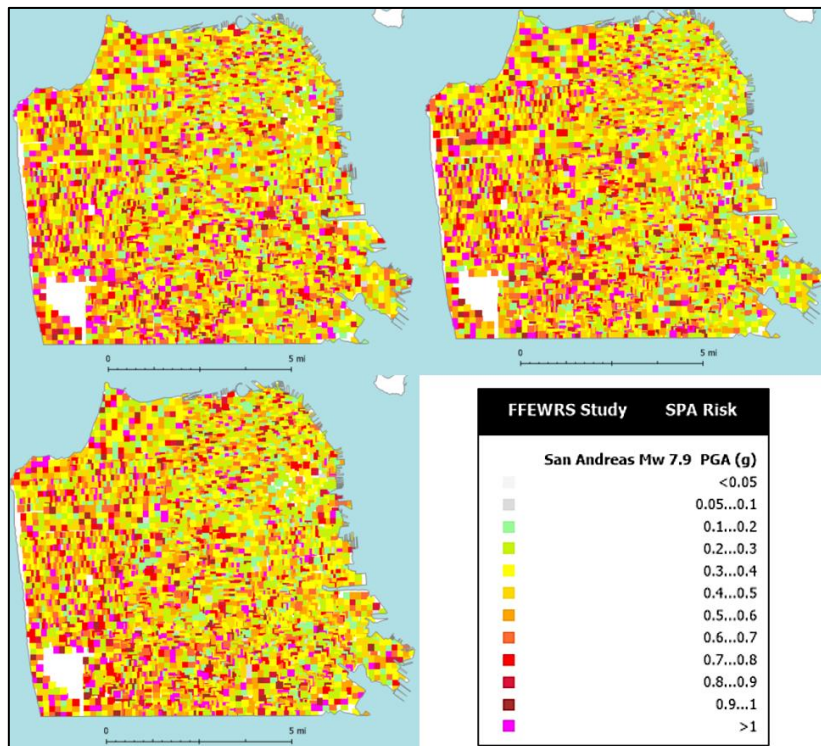 0 5 mi
0 5 mi
0 5 mi
FFEWRS Study SPA Risk
San Andreas Mw 7.9 PGA (g)
<0.05
0.05...0.1
0.1...0.2
0.2...0.3
0.3...0.4
0.4...0.5
0.5...0.6
0.6...0.7
0.7...0.8
0.8...0.9
0.9...1
>1